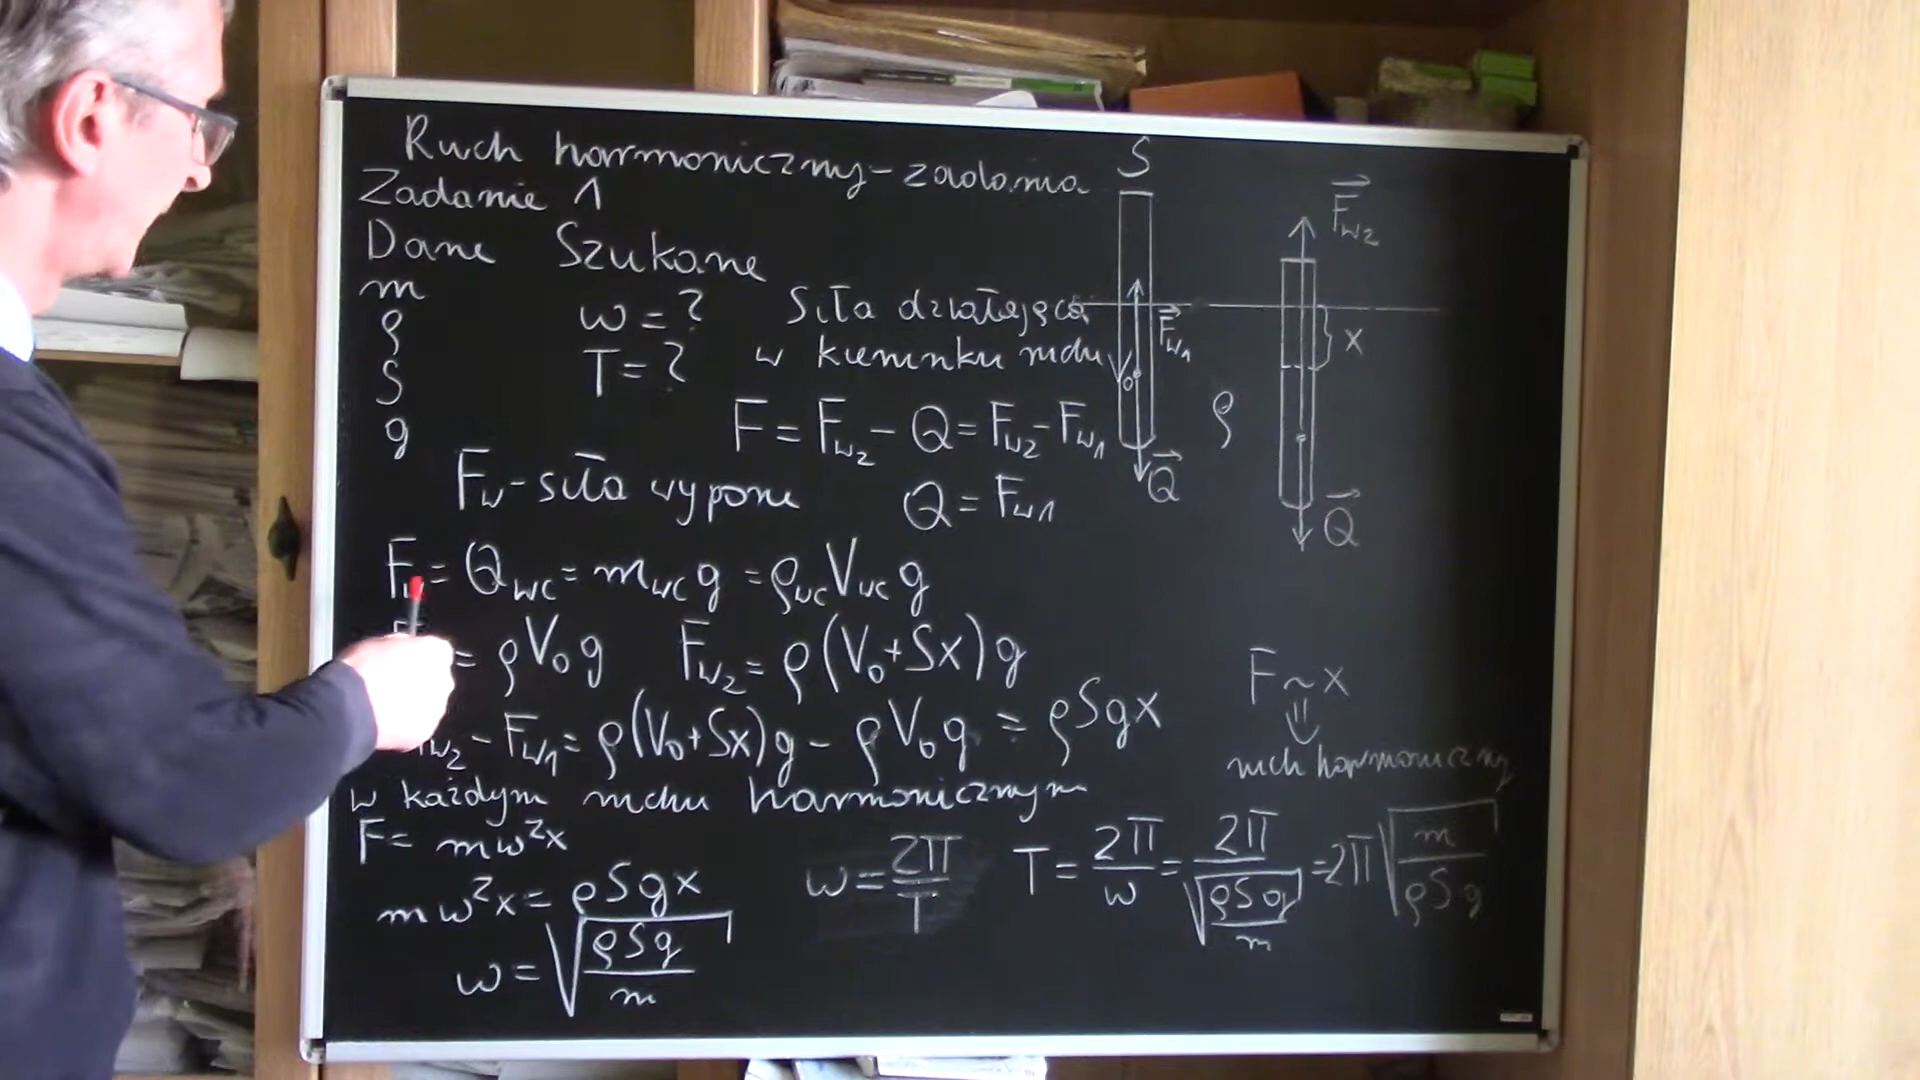 Ruch harmoniczny - zadania
Zadanie 1
Dane Szukane
m
ρ
S
g
ω = ?
T = ?
Siła działająca
w kierunku ruchu
F = F_w2 - Q = F_w2 - F_w1
F_w - siła wyporu Q = F_w1
F_w = Q_wc = m_wc g = ρ_wc V_wc g
= ρV₀g F_w2 = ρ(V₀+Sx)g
F_w2 - F_w1 = ρ(V₀+Sx)g - ρV₀g = ρSgx
w każdym ruchu harmonicznym
F = mω²x
mω²x = ρSgx
ω = √(ρSg/m)
ω = 2π/T
T = 2π/ω = 2π/√(ρSg/m) = 2π√(m/ρSg)
S
F_w1
Q
ρ
F_w2
x
Q
F ~ x
⇓
ruch harmoniczny